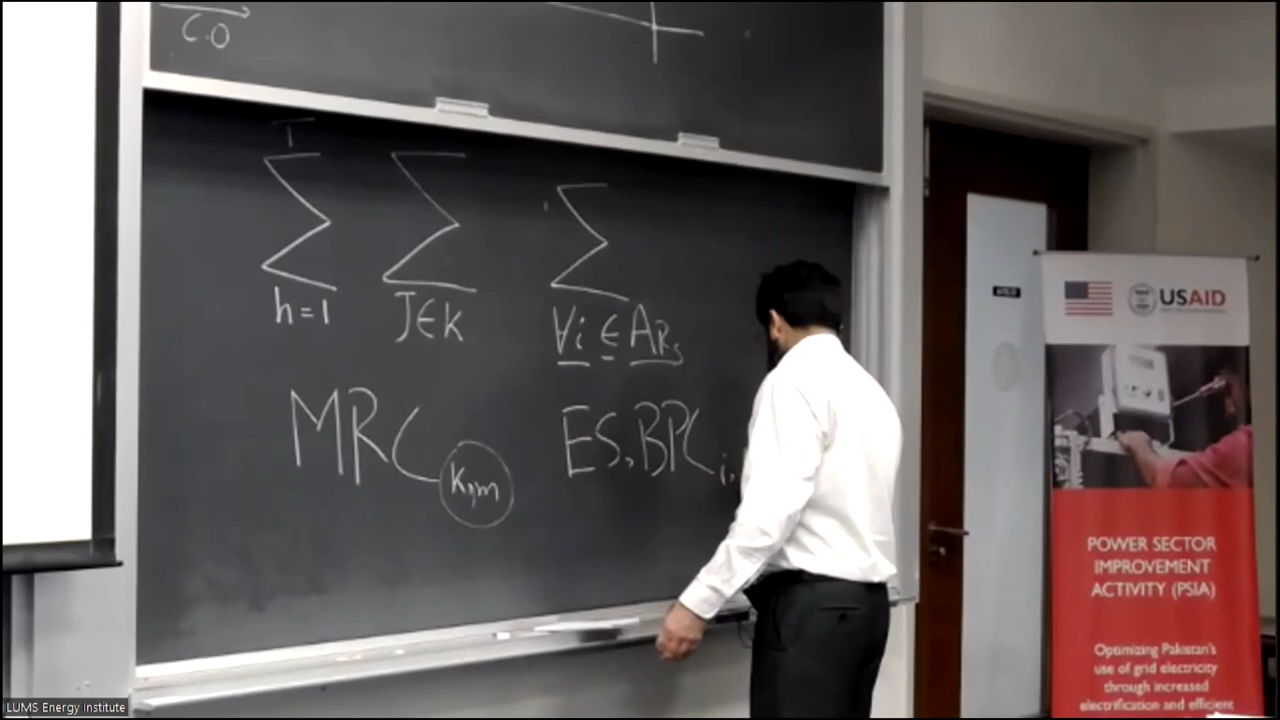 C.O
T
∑ ∑ ∑
h=1 J∈K ∀i∈ARs
MRC K,m ES,BPC i,
USAID
POWER SECTOR
IMPROVEMENT
ACTIVITY (PSIA)
Optimizing Pakistan's
use of grid electricity
through increased
electrification and efficient
LUMS Energy Institute